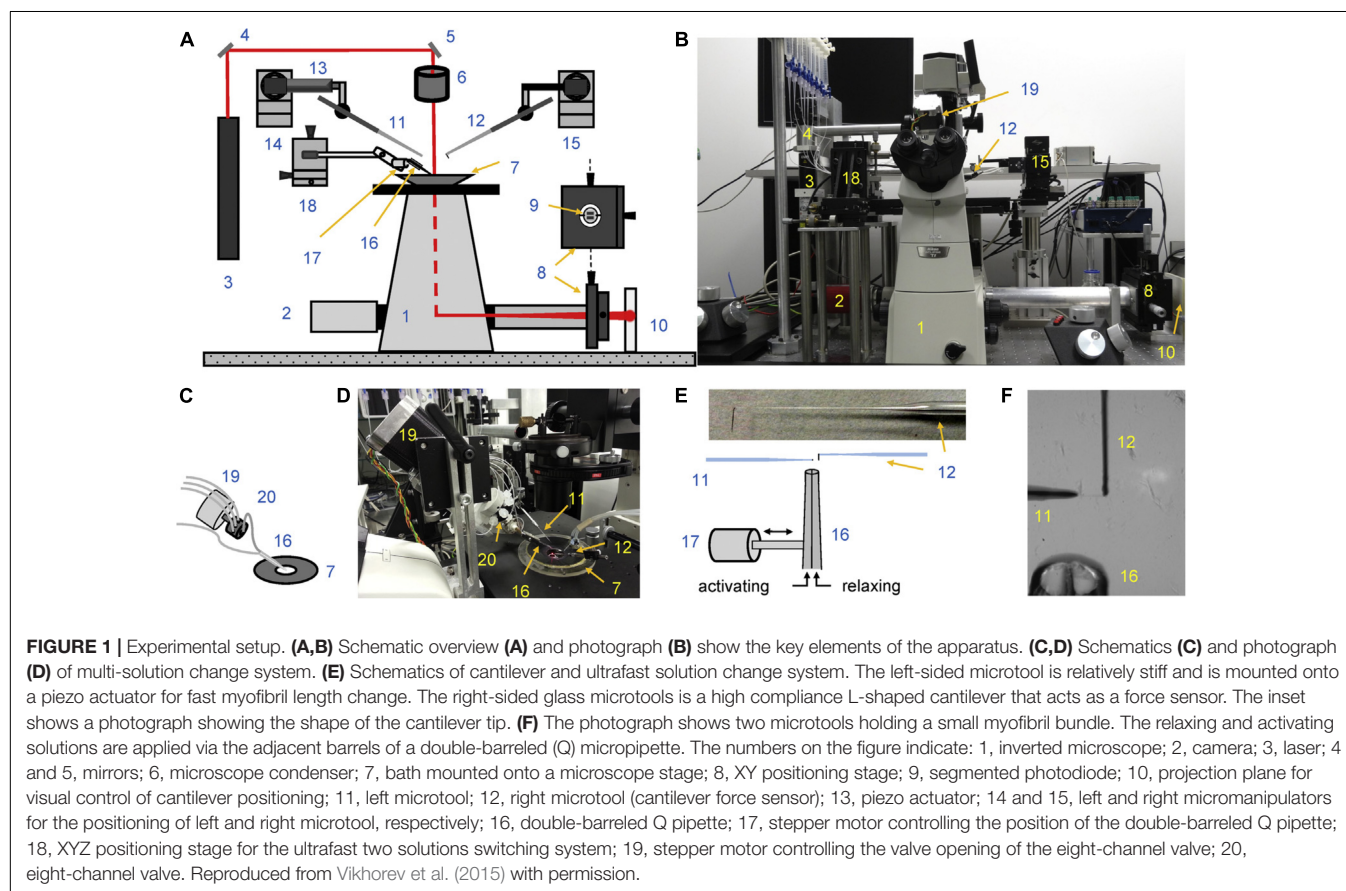 A
4
5
6
13
11
12
14
15
7
18
9
17
16
8
3
2
1
10
B
19
4
12
15
3
18
2
8
1
10
C
19
20
16
7
D
19
11
20
12
16
7
E
12
11
12
17
16
activating
relaxing
F
12
11
16
FIGURE 1 | Experimental setup. (A,B) Schematic overview (A) and photograph (B) show the key elements of the apparatus. (C,D) Schematics (C) and photograph
(D) of multi-solution change system. (E) Schematics of cantilever and ultrafast solution change system. The left-sided microtool is relatively stiff and is mounted onto
a piezo actuator for fast myofibril length change. The right-sided glass microtools is a high compliance L-shaped cantilever that acts as a force sensor. The inset
shows a photograph showing the shape of the cantilever tip. (F) The photograph shows two microtools holding a small myofibril bundle. The relaxing and activating
solutions are applied via the adjacent barrels of a double-barreled (Q) micropipette. The numbers on the figure indicate: 1, inverted microscope; 2, camera; 3, laser; 4
and 5, mirrors; 6, microscope condenser; 7, bath mounted onto a microscope stage; 8, XY positioning stage; 9, segmented photodiode; 10, projection plane for
visual control of cantilever positioning; 11, left microtool; 12, right microtool (cantilever force sensor); 13, piezo actuator; 14 and 15, left and right micromanipulators
for the positioning of left and right microtool, respectively; 16, double-barreled Q pipette; 17, stepper motor controlling the position of the double-barreled Q pipette;
18, XYZ positioning stage for the ultrafast two solutions switching system; 19, stepper motor controlling the valve opening of the eight-channel valve; 20,
eight-channel valve. Reproduced from Vikhorev et al. (2015) with permission.